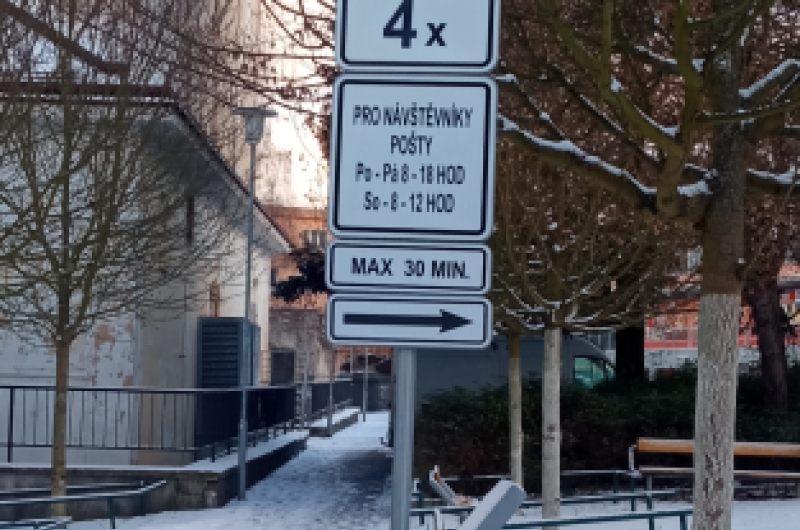 4 x
PRO NÁVŠTĚVNÍKY
POŠTY
Po - Pá 8 - 18 HOD
So - 8 - 12 HOD
MAX 30 MIN.